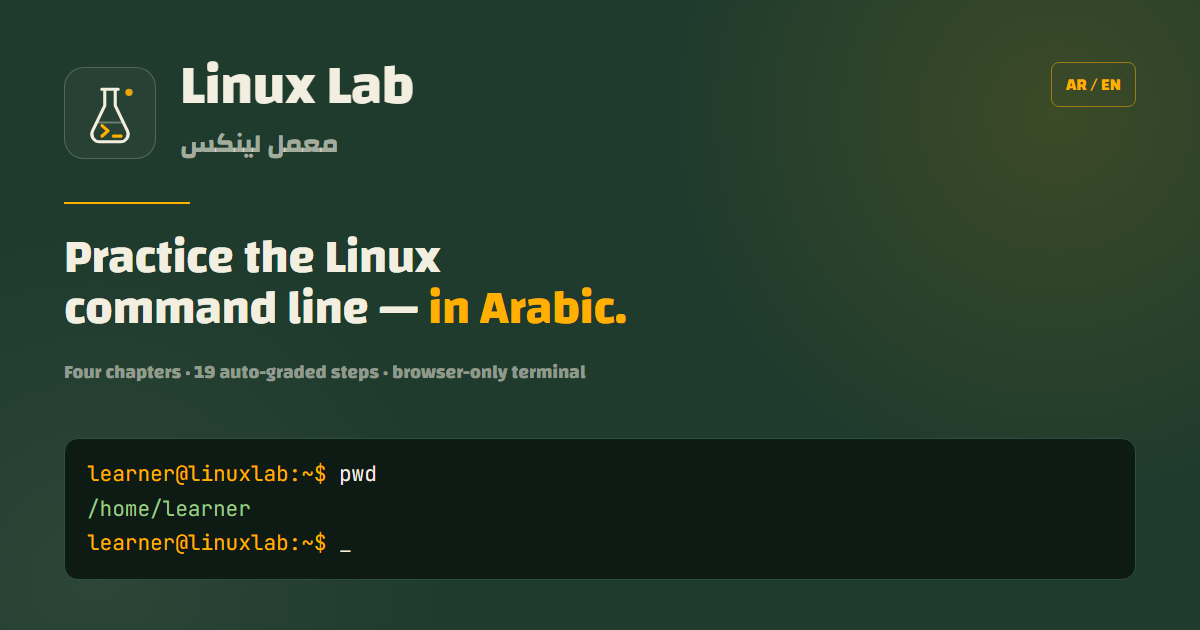 Linux Lab
معمل لينكس
AR / EN
Practice the Linux
command line — in Arabic.
Four chapters · 19 auto-graded steps · browser-only terminal
learner@linuxlab:~$ pwd
/home/learner
learner@linuxlab:~$ _